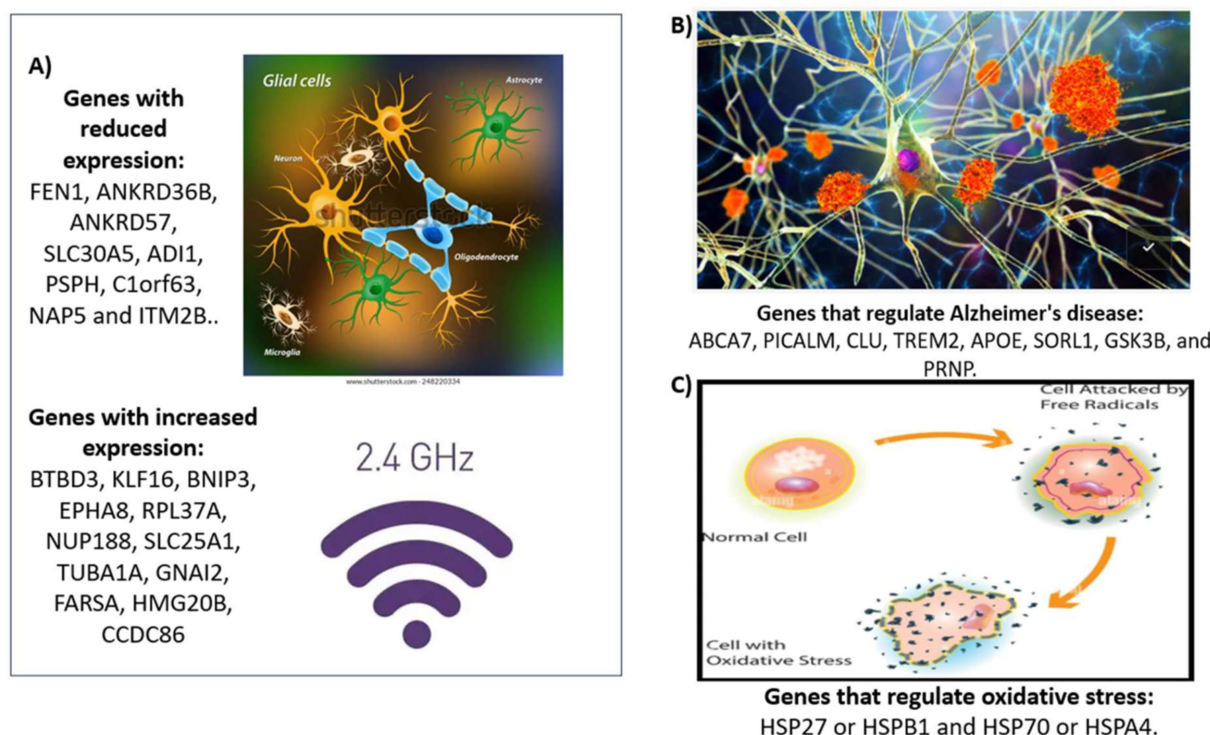 A)
Genes with
reduced
expression:
FEN1, ANKRD36B,
ANKRD57,
SLC30A5, ADI1,
PSPH, C1orf63,
NAP5 and ITM2B..
Glial cells
Astrocyte
Neuron
shutterstock
Oligodendrocyte
Microglia
www.shutterstock.com · 248220334
Genes with increased
expression:
BTBD3, KLF16, BNIP3,
EPHA8, RPL37A,
NUP188, SLC25A1,
TUBA1A, GNAI2,
FARSA, HMG20B,
CCDC86
2.4 GHz
B)
Genes that regulate Alzheimer's disease:
ABCA7, PICALM, CLU, TREM2, APOE, SORL1, GSK3B, and
PRNP.
C)
Cell Attacked by
Free Radicals
alamy
alamy
Normal Cell
Cell with
Oxidative Stress
Genes that regulate oxidative stress:
HSP27 or HSPB1 and HSP70 or HSPA4.